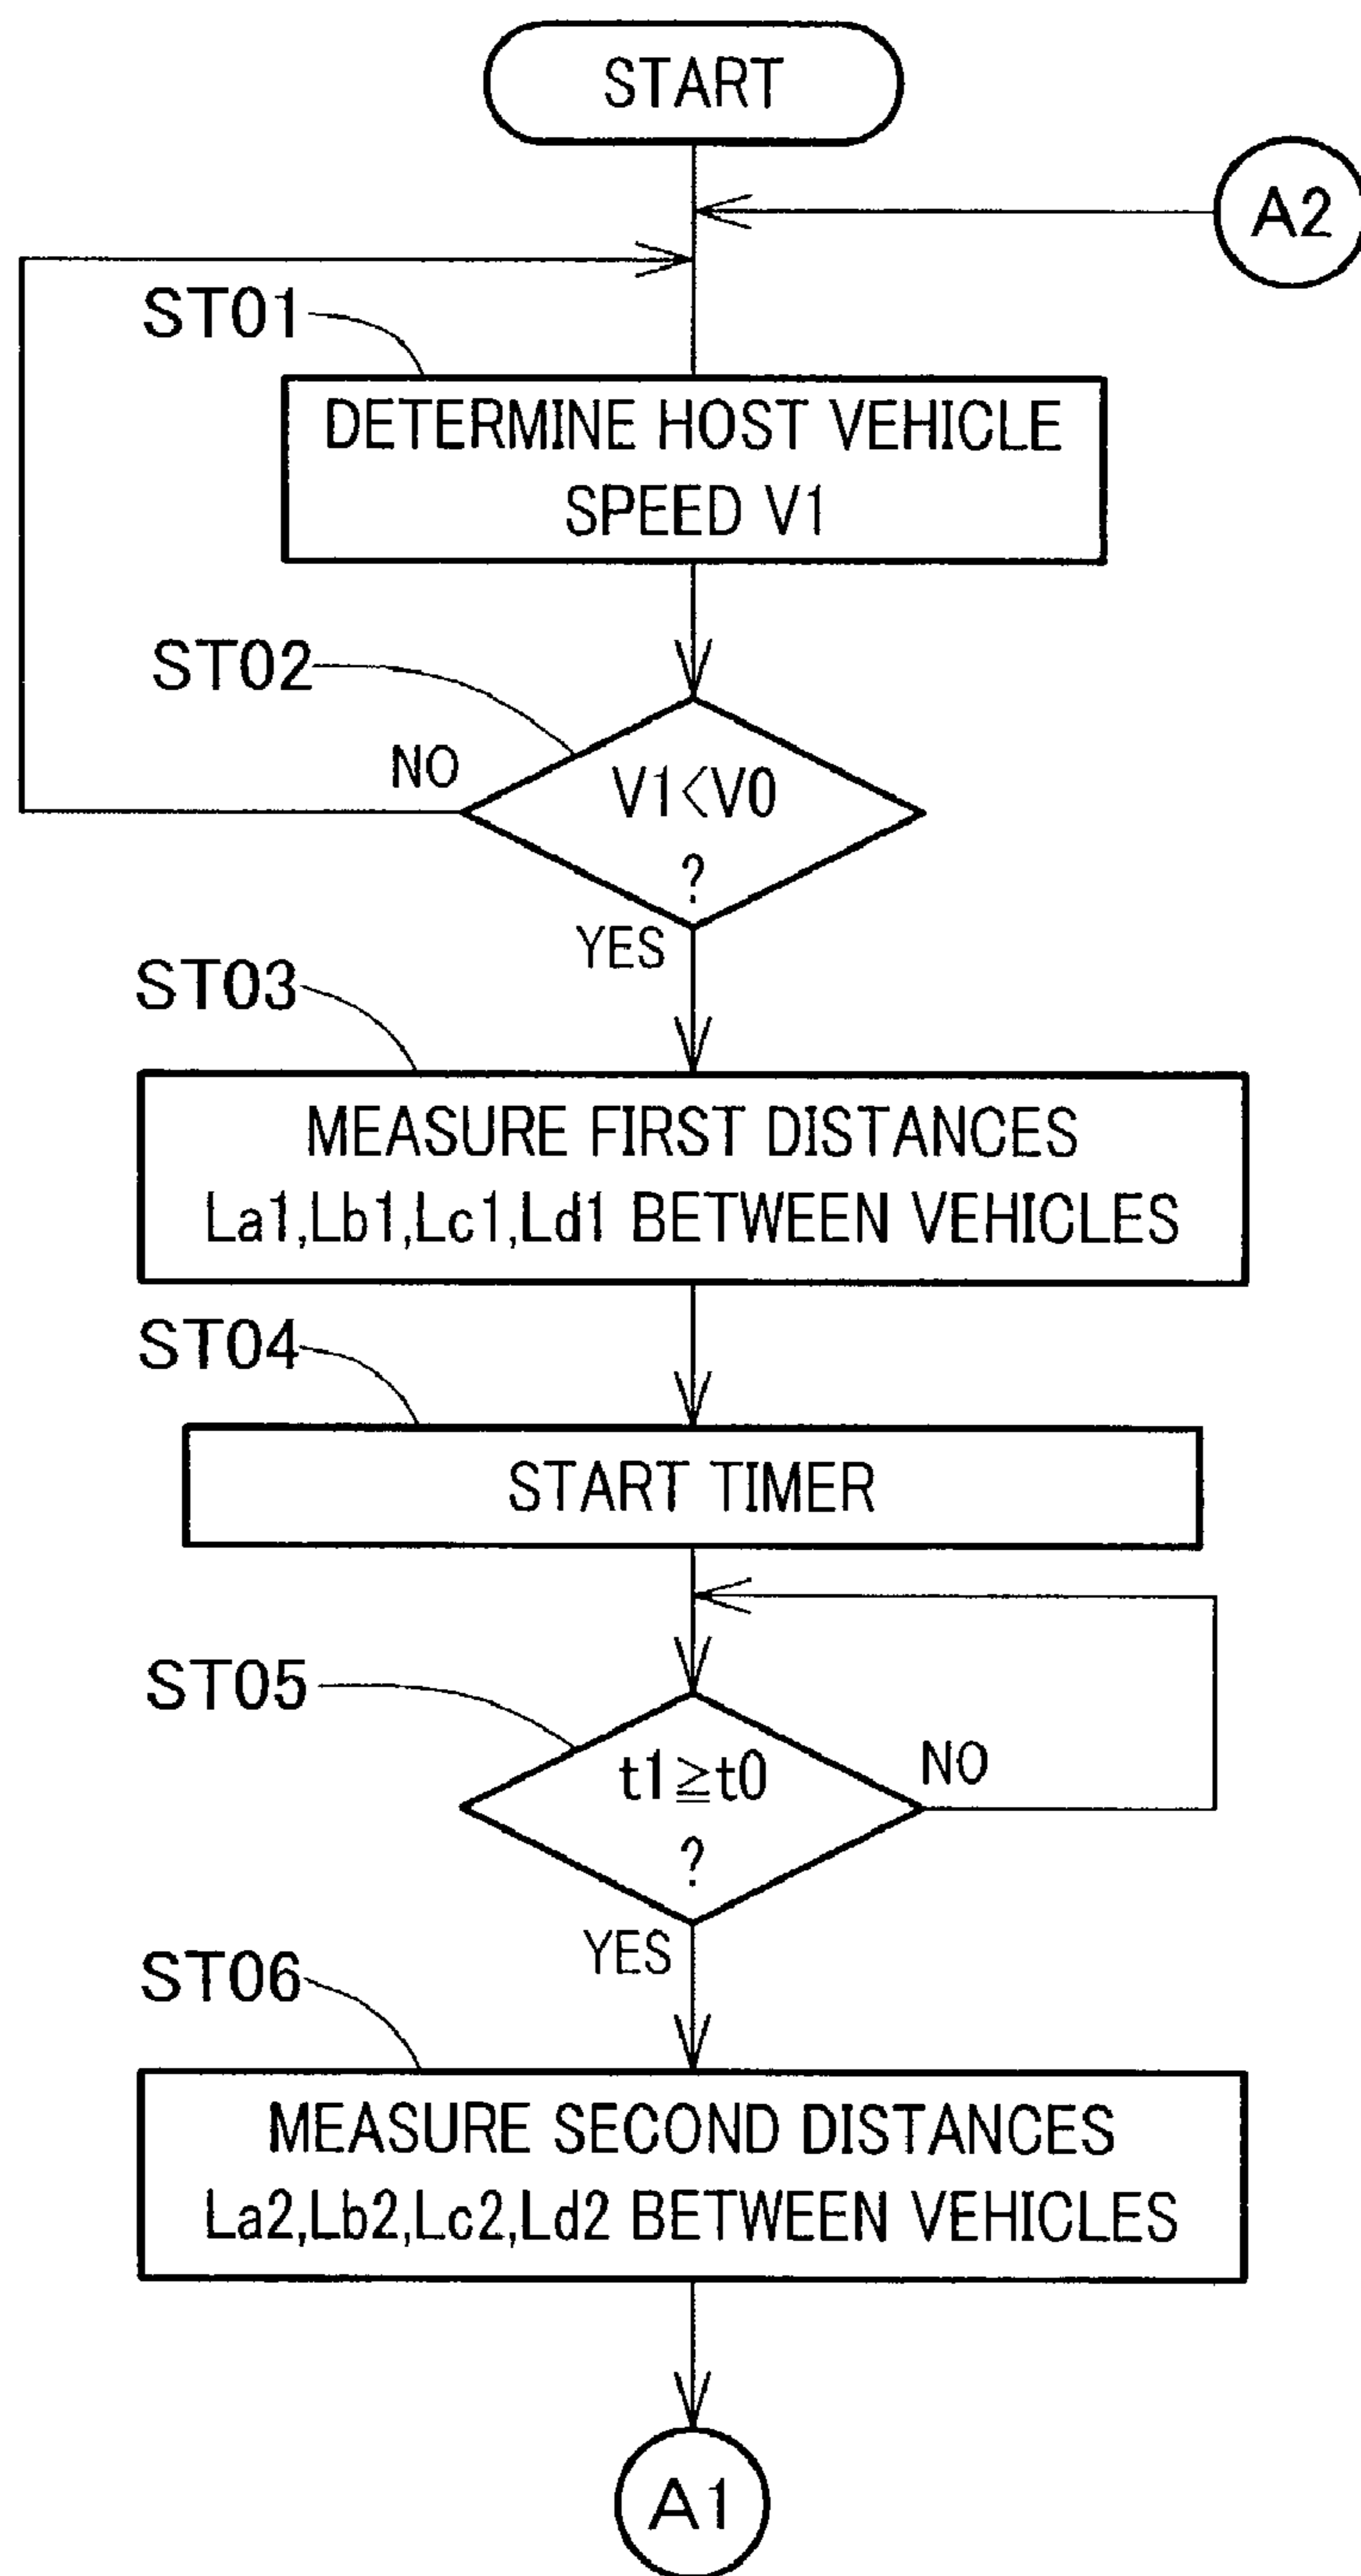 START
A2
ST01
DETERMINE HOST VEHICLE
SPEED V1
ST02
NO
V1<V0
?
YES
ST03
MEASURE FIRST DISTANCES
La1,Lb1,Lc1,Ld1 BETWEEN VEHICLES
ST04
START TIMER
ST05
t1≧t0
?
NO
YES
ST06
MEASURE SECOND DISTANCES
La2,Lb2,Lc2,Ld2 BETWEEN VEHICLES
A1